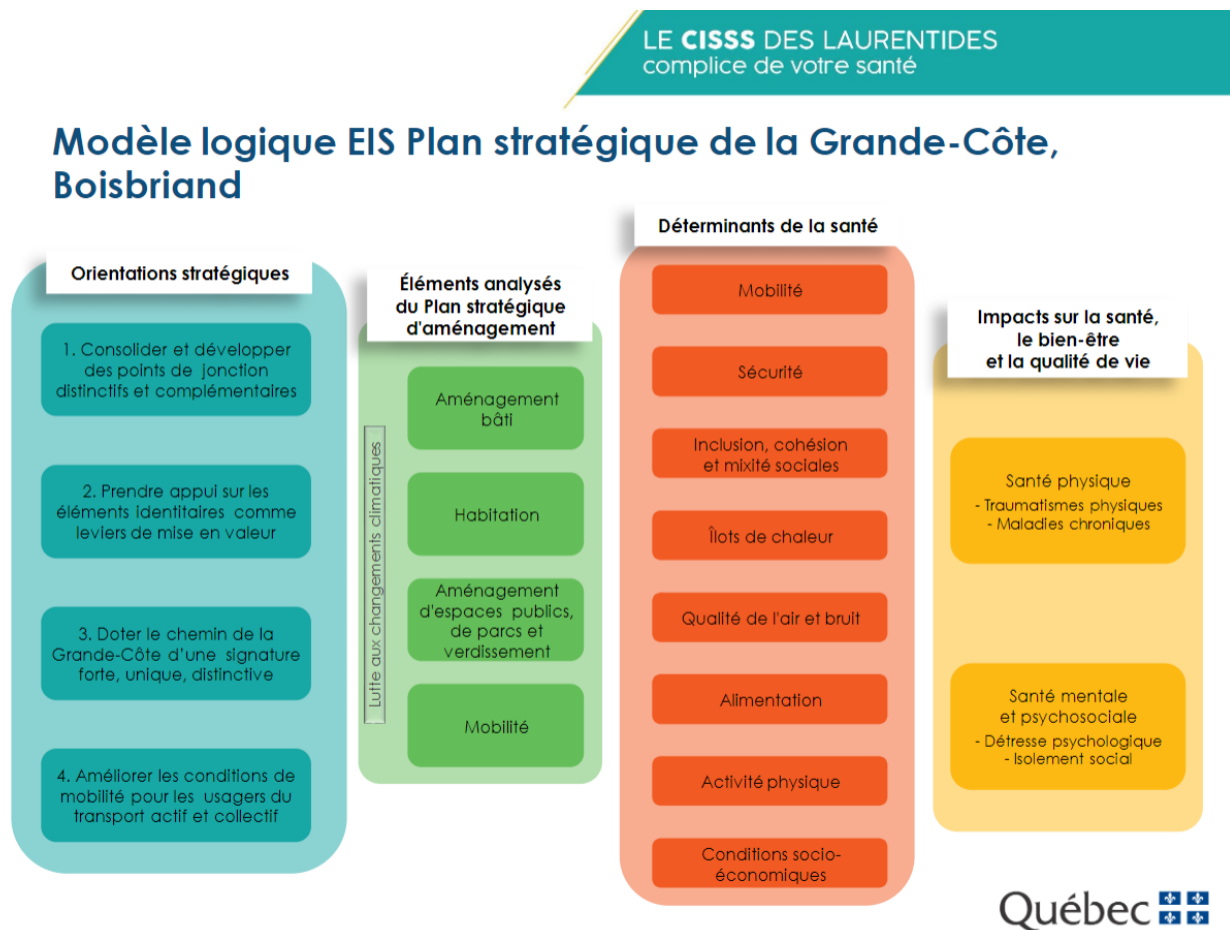 LE CISSS DES LAURENTIDES
complice de votre santé
Modèle logique EIS Plan stratégique de la Grande-Côte,
Boisbriand
Orientations stratégiques
1. Consolider et développer
des points de jonction
distinctifs et complémentaires
2. Prendre appui sur les
éléments identitaires comme
leviers de mise en valeur
3. Doter le chemin de la
Grande-Côte d'une signature
forte, unique, distinctive
4. Améliorer les conditions de
mobilité pour les usagers du
transport actif et collectif
Éléments analysés
du Plan stratégique
d'aménagement
Lutte aux changements climatiques
Aménagement
bâti
Habitation
Aménagement
d'espaces publics,
de parcs et
verdissement
Mobilité
Déterminants de la santé
Mobilité
Sécurité
Inclusion, cohésion
et mixité sociales
Îlots de chaleur
Qualité de l'air et bruit
Alimentation
Activité physique
Conditions socio-
économiques
Impacts sur la santé,
le bien-être
et la qualité de vie
Santé physique
- Traumatismes physiques
- Maladies chroniques
Santé mentale
et psychosociale
- Détresse psychologique
- Isolement social
Québec